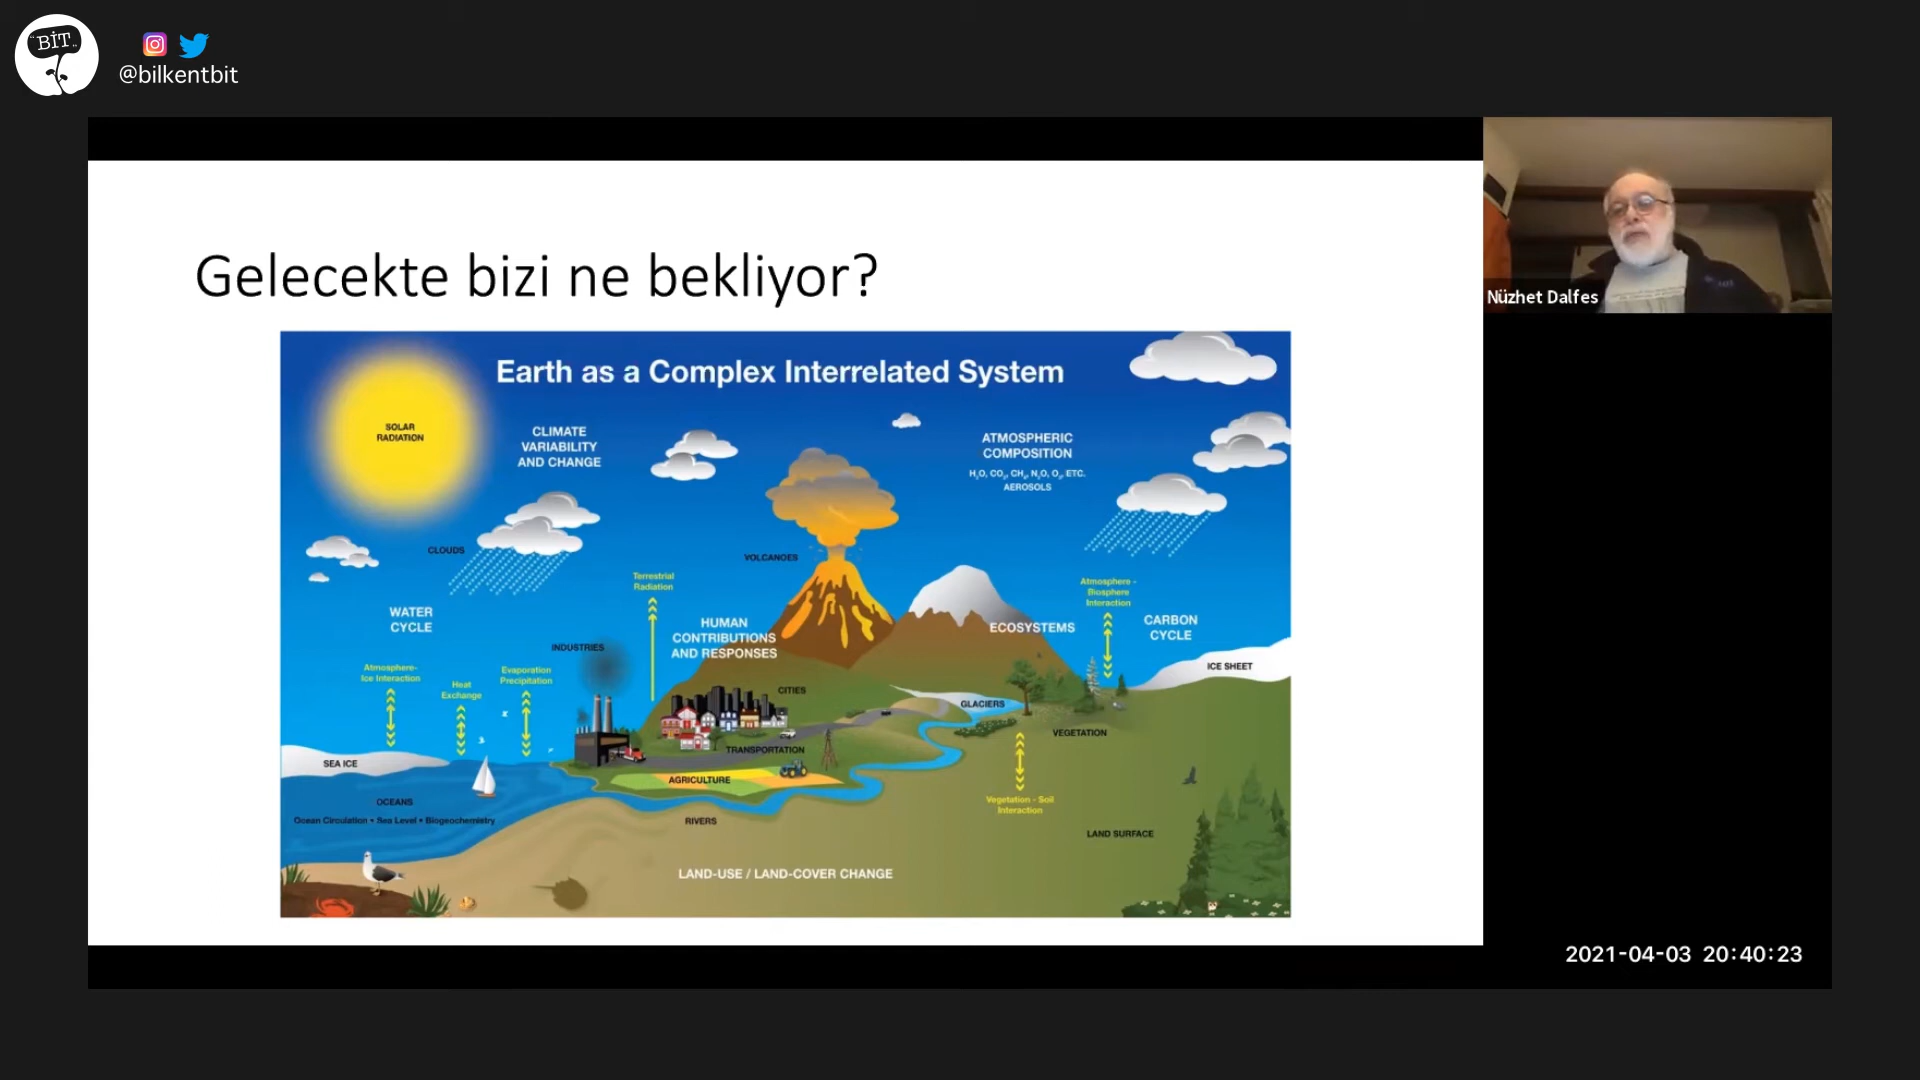 BİT
@bilkentbit
Gelecekte bizi ne bekliyor?
Nüzhet Dalfes
Earth as a Complex Interrelated System
SOLAR
RADIATION
CLIMATE
VARIABILITY
AND CHANGE
ATMOSPHERIC
COMPOSITION
H₂O, CO₂, CH₄, N₂O, O₃, ETC.
AEROSOLS
CLOUDS
VOLCANOES
Terrestrial
Radiation
Atmosphere -
Biosphere
Interaction
WATER
CYCLE
HUMAN
CONTRIBUTIONS
AND RESPONSES
ECOSYSTEMS
CARBON
CYCLE
INDUSTRIES
ICE SHEET
Atmosphere-
Ice Interaction
Heat
Exchange
Evaporation
Precipitation
CITIES
GLACIERS
VEGETATION
TRANSPORTATION
SEA ICE
AGRICULTURE
OCEANS
Ocean Circulation • Sea Level • Biogeochemistry
RIVERS
Vegetation - Soil
Interaction
LAND SURFACE
LAND-USE / LAND-COVER CHANGE
2021-04-03 20:40:23